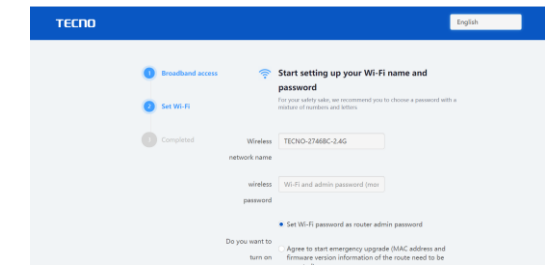 TECNO
English
1 Broadband access
2 Set Wi-Fi
3 Completed
Start setting up your Wi-Fi name and
password
For your safety sake, we recommend you to choose a password with a
mixture of numbers and letters
Wireless
network name
TECNO-27468C-2.4G
wireless
password
Wi-Fi and admin password (mor
Set Wi-Fi password as router admin password
Do you want to
turn on
Agree to start emergency upgrade (MAC address and
firmware version information of the route need to be